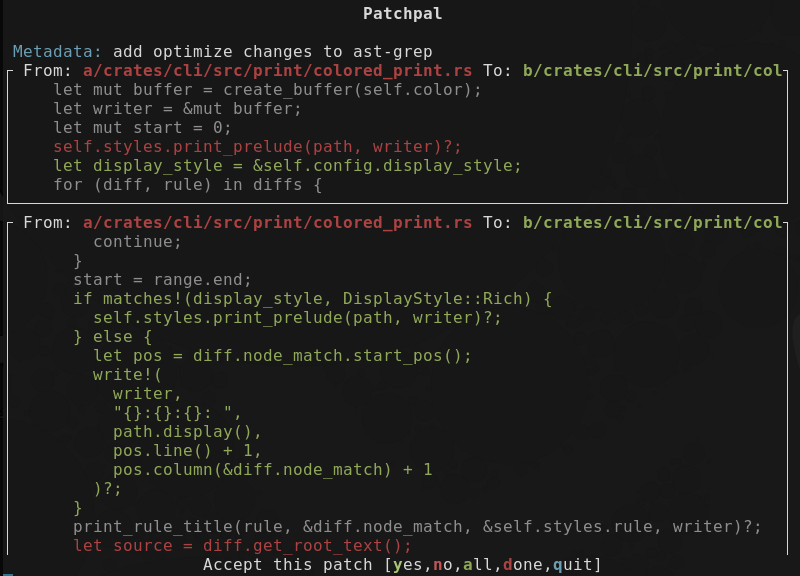 Patchpal
Metadata: add optimize changes to ast-grep
From: a/crates/cli/src/print/colored_print.rs To: b/crates/cli/src/print/col
    let mut buffer = create_buffer(self.color);
    let writer = &mut buffer;
    let mut start = 0;
    self.styles.print_prelude(path, writer)?;
    let display_style = &self.config.display_style;
    for (diff, rule) in diffs {
From: a/crates/cli/src/print/colored_print.rs To: b/crates/cli/src/print/col
        continue;
      }
      start = range.end;
      if matches!(display_style, DisplayStyle::Rich) {
        self.styles.print_prelude(path, writer)?;
      } else {
        let pos = diff.node_match.start_pos();
        write!(
          writer,
          "{}:{}:{}: ",
          path.display(),
          pos.line() + 1,
          pos.column(&diff.node_match) + 1
        )?;
      }
      print_rule_title(rule, &diff.node_match, &self.styles.rule, writer)?;
      let source = diff.get_root_text();
Accept this patch [yes,no,all,done,quit]